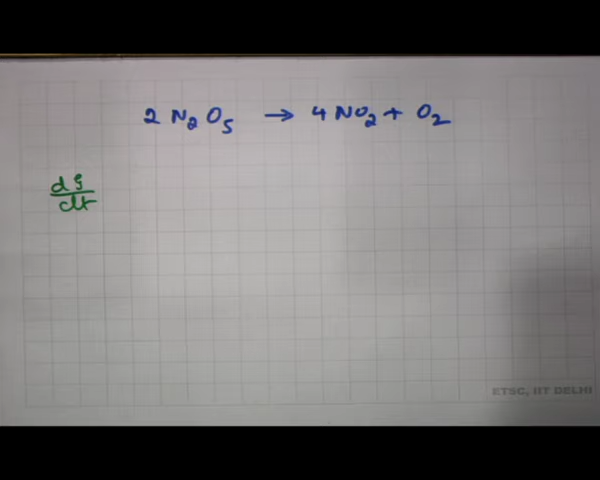 2 N₂O₅ → 4 NO₂ + O₂
dξ/dt
ETSC, IIT DELHI